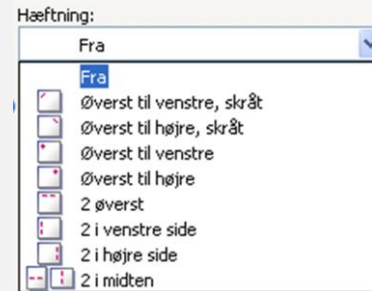 Hæftning:
Fra
Fra
Øverst til venstre, skråt
Øverst til højre, skråt
Øverst til venstre
Øverst til højre
2 øverst
2 i venstre side
2 i højre side
2 i midten